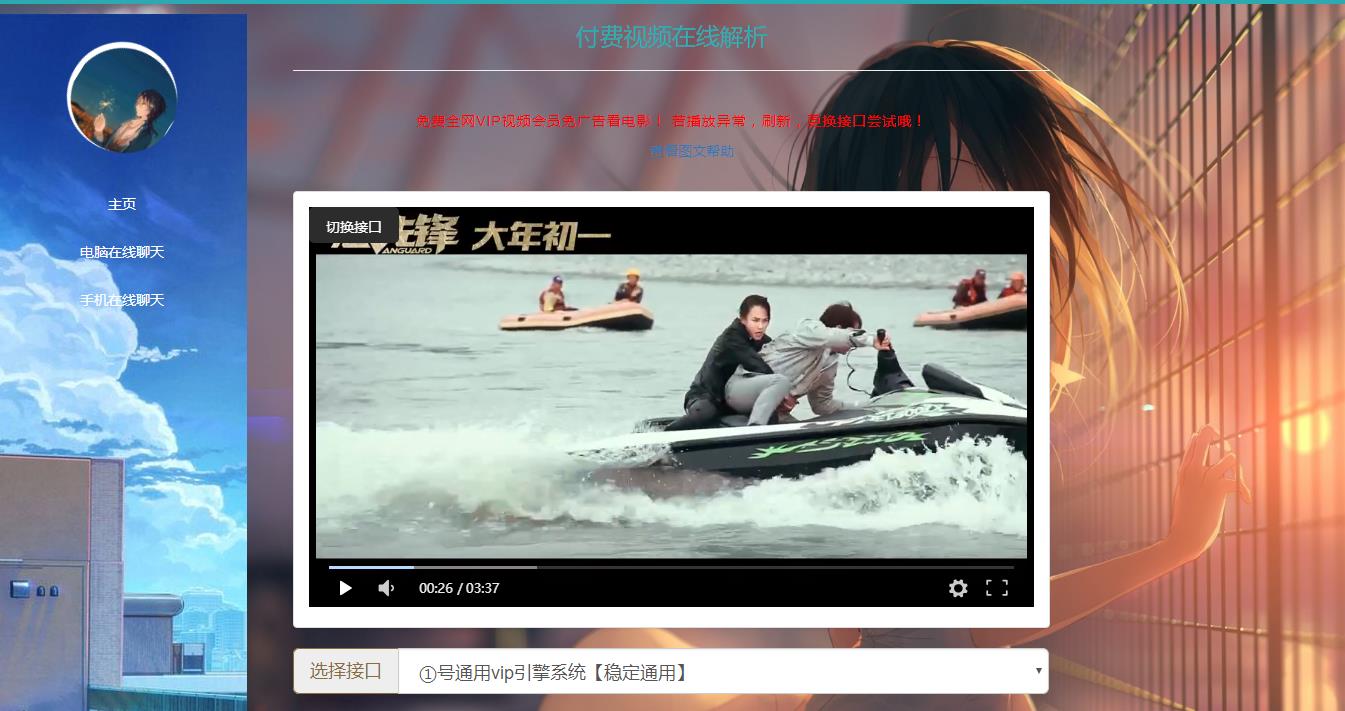 付费视频在线解析
免费全网VIP视频会员免广告看电影！ 若播放异常，刷新，更换接口尝试哦！
查看图文帮助
主页
电脑在线聊天
手机在线聊天
切换接口
锋 大年初一
VANGUARD
00:26 / 03:37
选择接口
①号通用vip引擎系统【稳定通用】